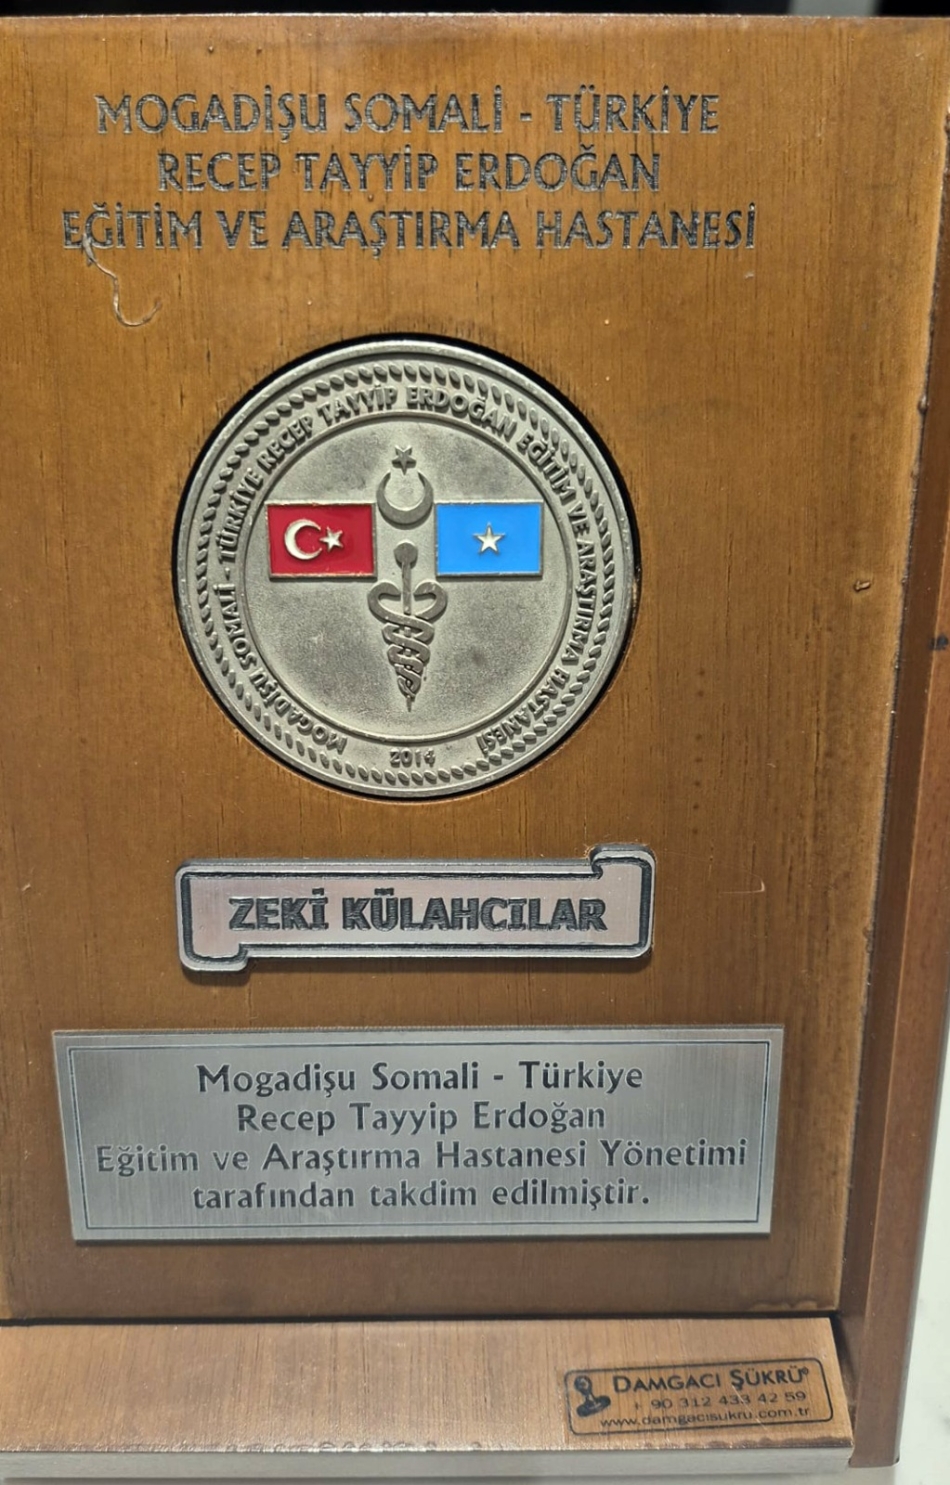 MOGADİŞU SOMALİ - TÜRKİYE
RECEP TAYYİP ERDOĞAN
EĞİTİM VE ARAŞTIRMA HASTANESİ
MOGADİŞU SOMALİ - TÜRKİYE RECEP TAYYİP ERDOĞAN EĞİTİM VE ARAŞTIRMA HASTANESİ
2014
ZEKİ KÜLAHCILAR
Mogadişu Somali - Türkiye
Recep Tayyip Erdoğan
Eğitim ve Araştırma Hastanesi Yönetimi
tarafından takdim edilmiştir.
DAMGACI ŞÜKRÜ®
+ 90 312 433 42 59
www.damgacisukru.com.tr